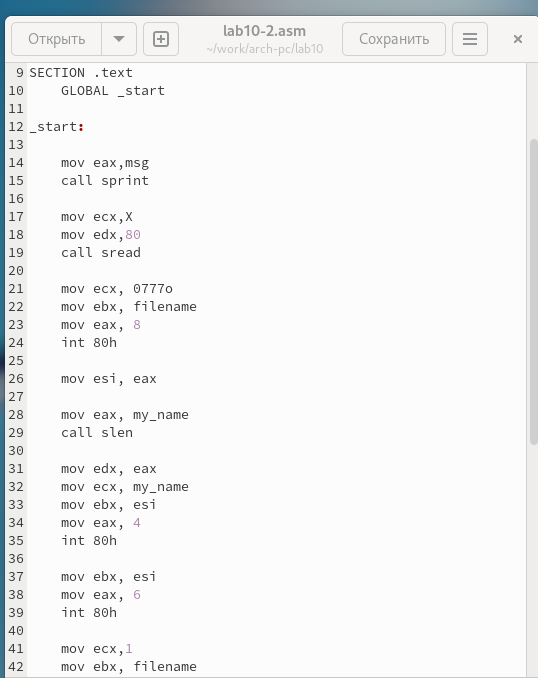 Открыть
lab10-2.asm
~/work/arch-pc/lab10
Сохранить
9 SECTION .text
10     GLOBAL _start
11
12 _start:
13
14     mov eax,msg
15     call sprint
16
17     mov ecx,X
18     mov edx,80
19     call sread
20
21     mov ecx, 0777o
22     mov ebx, filename
23     mov eax, 8
24     int 80h
25
26     mov esi, eax
27
28     mov eax, my_name
29     call slen
30
31     mov edx, eax
32     mov ecx, my_name
33     mov ebx, esi
34     mov eax, 4
35     int 80h
36
37     mov ebx, esi
38     mov eax, 6
39     int 80h
40
41     mov ecx,1
42     mov ebx, filename